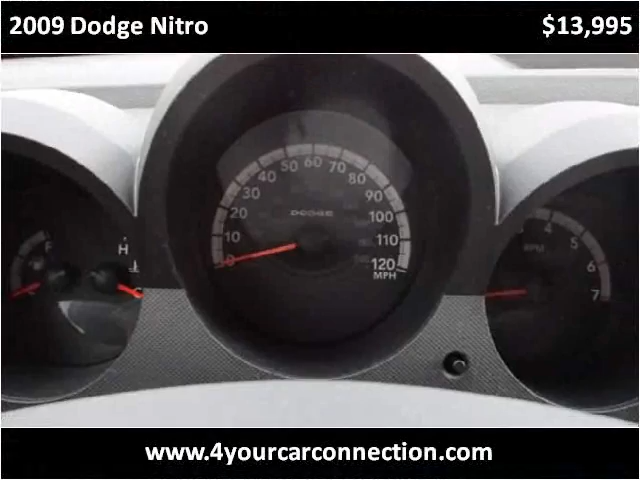 2009 Dodge Nitro $13,995
60
50 70
40 80
30 90
20 DODGE 100
10 110
0 120
MPH
F H
C
4 5
RPM 6
7
www.4yourcarconnection.com